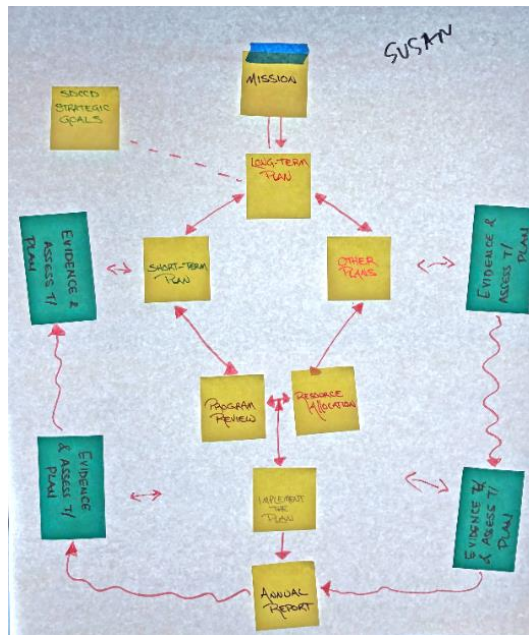 SUSAN
MISSION
STRATEGIC
GOALS
LONG-TERM
PLAN
EVIDENCE &
ASSESS T/
PLAN
SHORT-TERM
PLAN
OTHER
PLANS
EVIDENCE &
ASSESS T/
PLAN
PROGRAM
REVIEW
RESOURCE
AllOCATION
EVIDENCE
& ASSESS T/
PLAN
IMPLEMENT
THE
PLAN
EVIDENCE T/
& ASSESS T/
PLAN
ANNUAL
REPORT